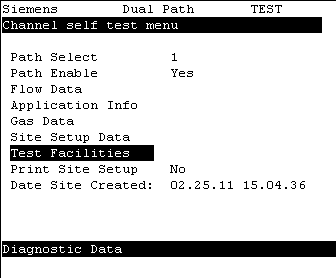 Siemens Dual Path TEST
Channel self test menu
Path Select 1
Path Enable Yes
Flow Data
Application Info
Gas Data
Site Setup Data
Test Facilities
Print Site Setup No
Date Site Created: 02.25.11 15.04.36
Diagnostic Data